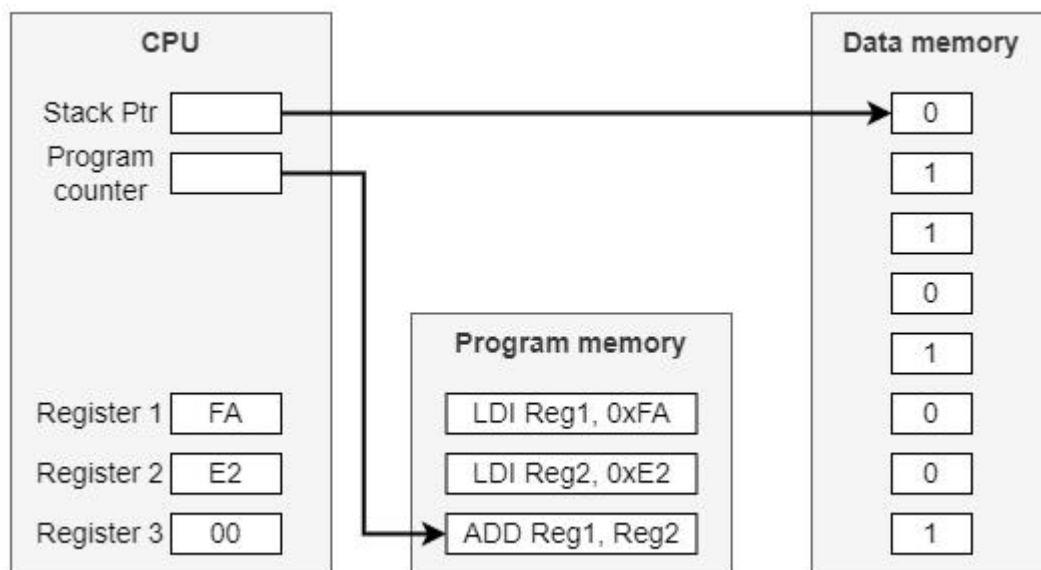 CPU
Stack Ptr
Program
counter
Register 1 FA
Register 2 E2
Register 3 00
Program memory
LDI Reg1, 0xFA
LDI Reg2, 0xE2
ADD Reg1, Reg2
Data memory
0
1
1
0
1
0
0
1